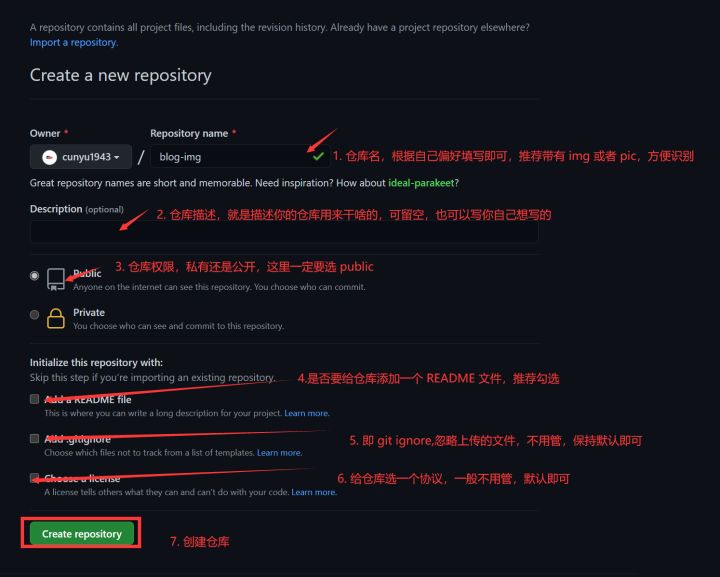 A repository contains all project files, including the revision history. Already have a project repository elsewhere?
Import a repository.
Create a new repository
Owner *
Repository name *
cunyu1943
/
blog-img
1. 仓库名，根据自己偏好填写即可，推荐带有 img 或者 pic，方便识别
Great repository names are short and memorable. Need inspiration? How about ideal-parakeet?
Description (optional)
2. 仓库描述，就是描述你的仓库用来干啥的，可留空，也可以写你自己想写的
3. 仓库权限，私有还是公开，这里一定要选 public
Public
Anyone on the internet can see this repository. You choose who can commit.
Private
You choose who can see and commit to this repository.
Initialize this repository with:
Skip this step if you're importing an existing repository.
4.是否要给仓库添加一个 README 文件，推荐勾选
Add a README file
This is where you can write a long description for your project. Learn more.
Add .gitignore
5. 即 git ignore,忽略上传的文件，不用管，保持默认即可
Choose which files not to track from a list of templates. Learn more.
Choose a license
6. 给仓库选一个协议，一般不用管，默认即可
A license tells others what they can and can't do with your code. Learn more.
Create repository
7. 创建仓库